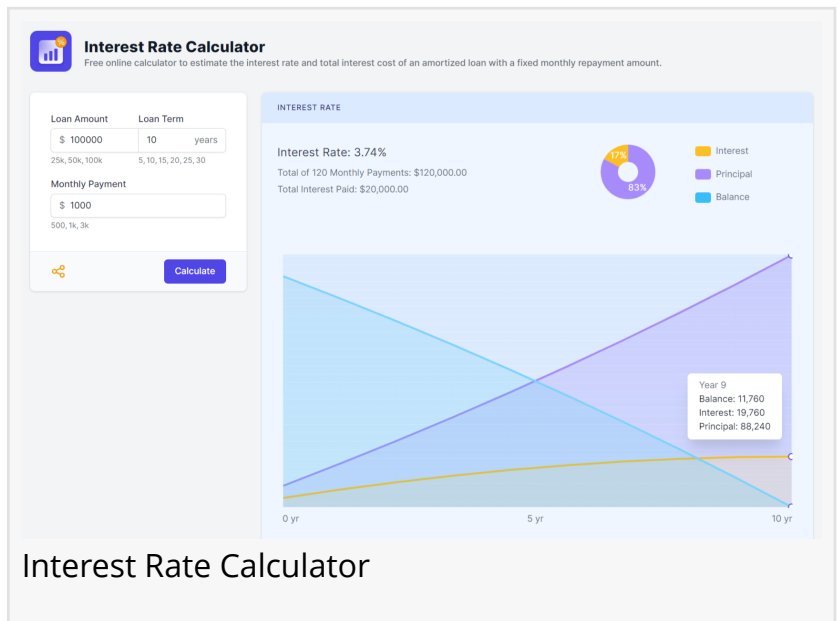 Interest Rate Calculator
Free online calculator to estimate the interest rate and total interest cost of an amortized loan with a fixed monthly repayment amount.
Loan Amount Loan Term
$ 100000 10 years
25k, 50k, 100k 5, 10, 15, 20, 25, 30
Monthly Payment
$ 1000
500, 1k, 3k
Calculate
INTEREST RATE
Interest Rate: 3.74%
Total of 120 Monthly Payments: $120,000.00
Total Interest Paid: $20,000.00
17%
83%
Interest
Principal
Balance
Year 9
Balance: 11,760
Interest: 19,760
Principal: 88,240
0 yr 5 yr 10 yr
Interest Rate Calculator